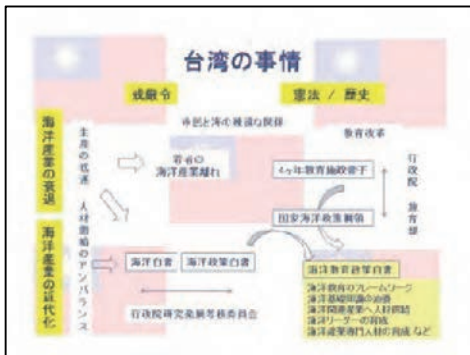 台湾の事情
戒厳令
憲法 / 歴史
市民と海の疎遠な関係
教育改革
海洋産業の衰退
生産の低迷
若者の
海洋産業離れ
4ヶ年教育施政骨子
行政院
教育部
国家海洋政策綱領
海洋産業の近代化
人材需給のアンバランス
海洋白書
海洋政策白書
海洋教育政策白書
海洋教育のフレームワーク
海洋基礎知識の涵養
海洋関連産業へ人材供給
海洋リーダーの育成
海洋産業専門人材の育成 など
行政院研究発展考核委員会